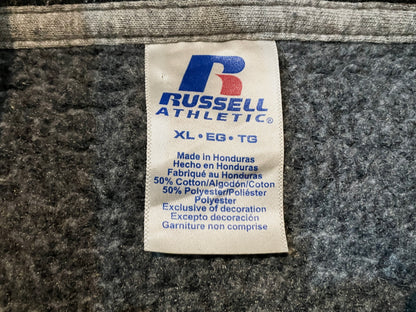 RUSSELL
ATHLETIC®
XL • EG • TG
Made in Honduras
Hecho en Honduras
Fabriqué au Honduras
50% Cotton/Algodón/Coton
50% Polyester/Poliéster
Polyester
Exclusive of decoration
Excepto decoración
Garniture non comprise